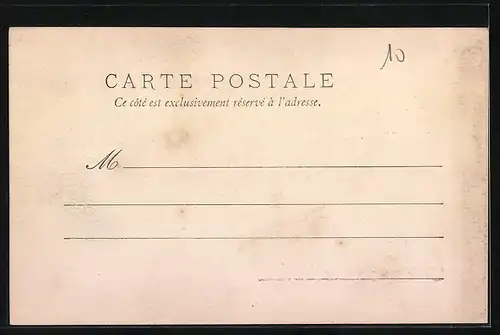 10
CARTE POSTALE
Ce côté est exclusivement réservé à l'adresse.
M